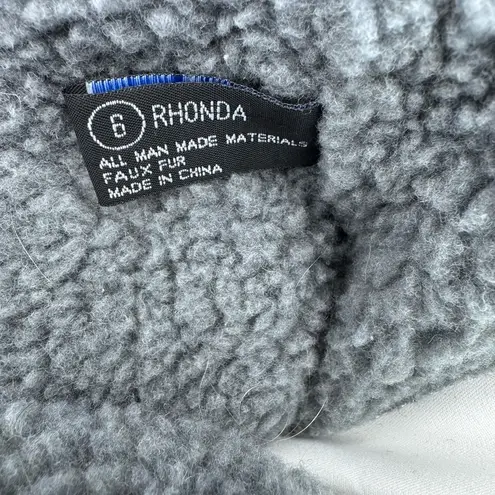 6 RHONDA
ALL MAN MADE MATERIALS
FAUX FUR
MADE IN CHINA